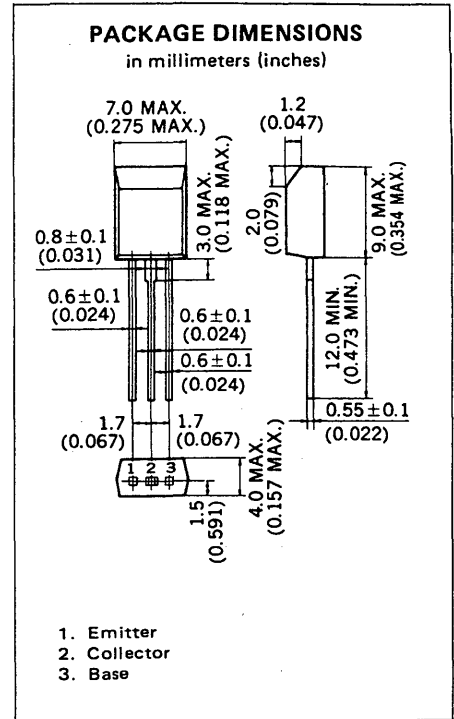 PACKAGE DIMENSIONS
in millimeters (inches)
7.0 MAX.
(0.275 MAX.)
1.2
(0.047)
3.0 MAX.
(0.118 MAX.)
2.0
(0.079)
9.0 MAX.
(0.354 MAX.)
0.8±0.1
(0.031)
0.6±0.1
(0.024)
0.6±0.1
(0.024)
0.6±0.1
(0.024)
12.0 MIN.
(0.473 MIN.)
0.55±0.1
(0.022)
1.7
(0.067)
1.7
(0.067)
1 2 3
4.0 MAX.
(0.157 MAX.)
1.5
(0.591)
1. Emitter
2. Collector
3. Base